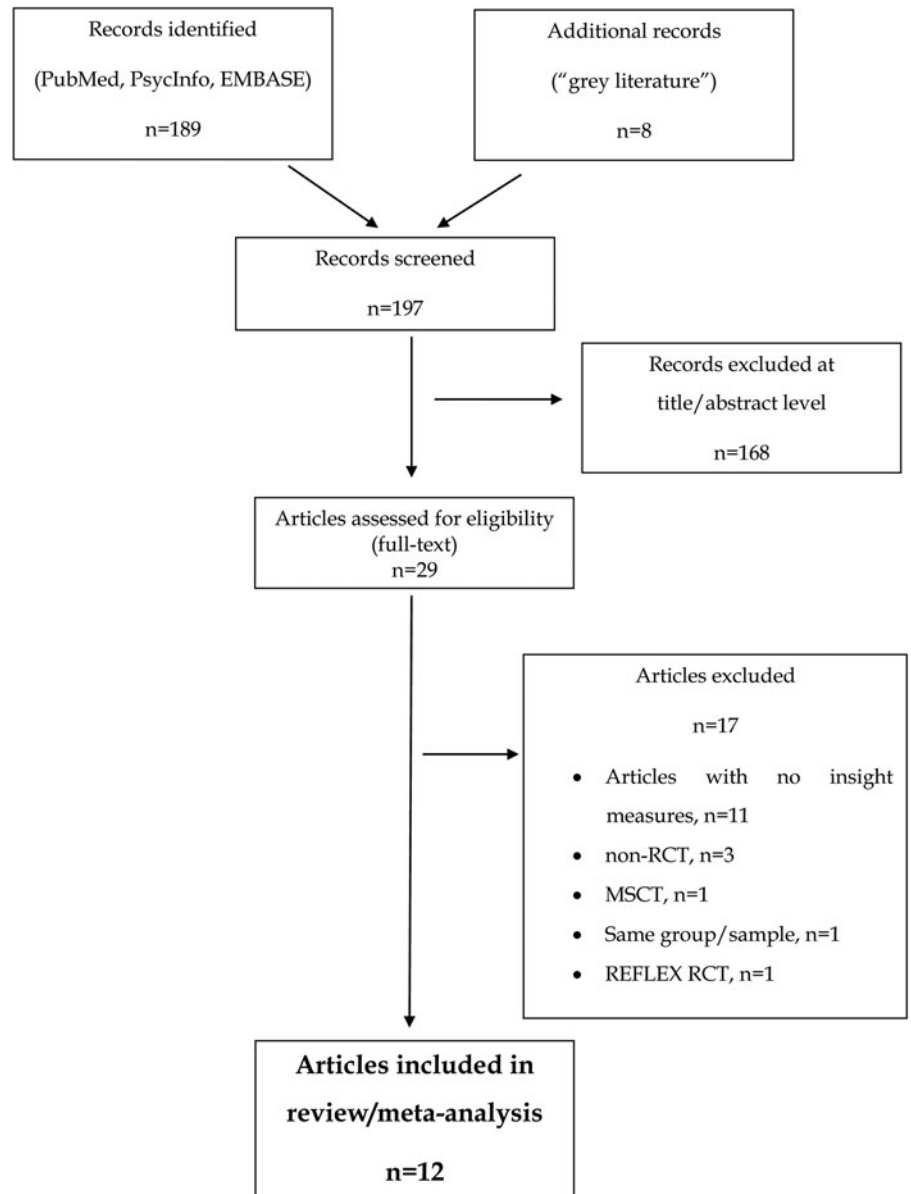 Records identified
(PubMed, PsycInfo, EMBASE)
n=189
Additional records
(“grey literature”)
n=8
Records screened
n=197
Records excluded at
title/abstract level
n=168
Articles assessed for eligibility
(full-text)
n=29
Articles excluded
n=17
• Articles with no insight
measures, n=11
• non-RCT, n=3
• MSCT, n=1
• Same group/sample, n=1
• REFLEX RCT, n=1
Articles included in
review/meta-analysis
n=12